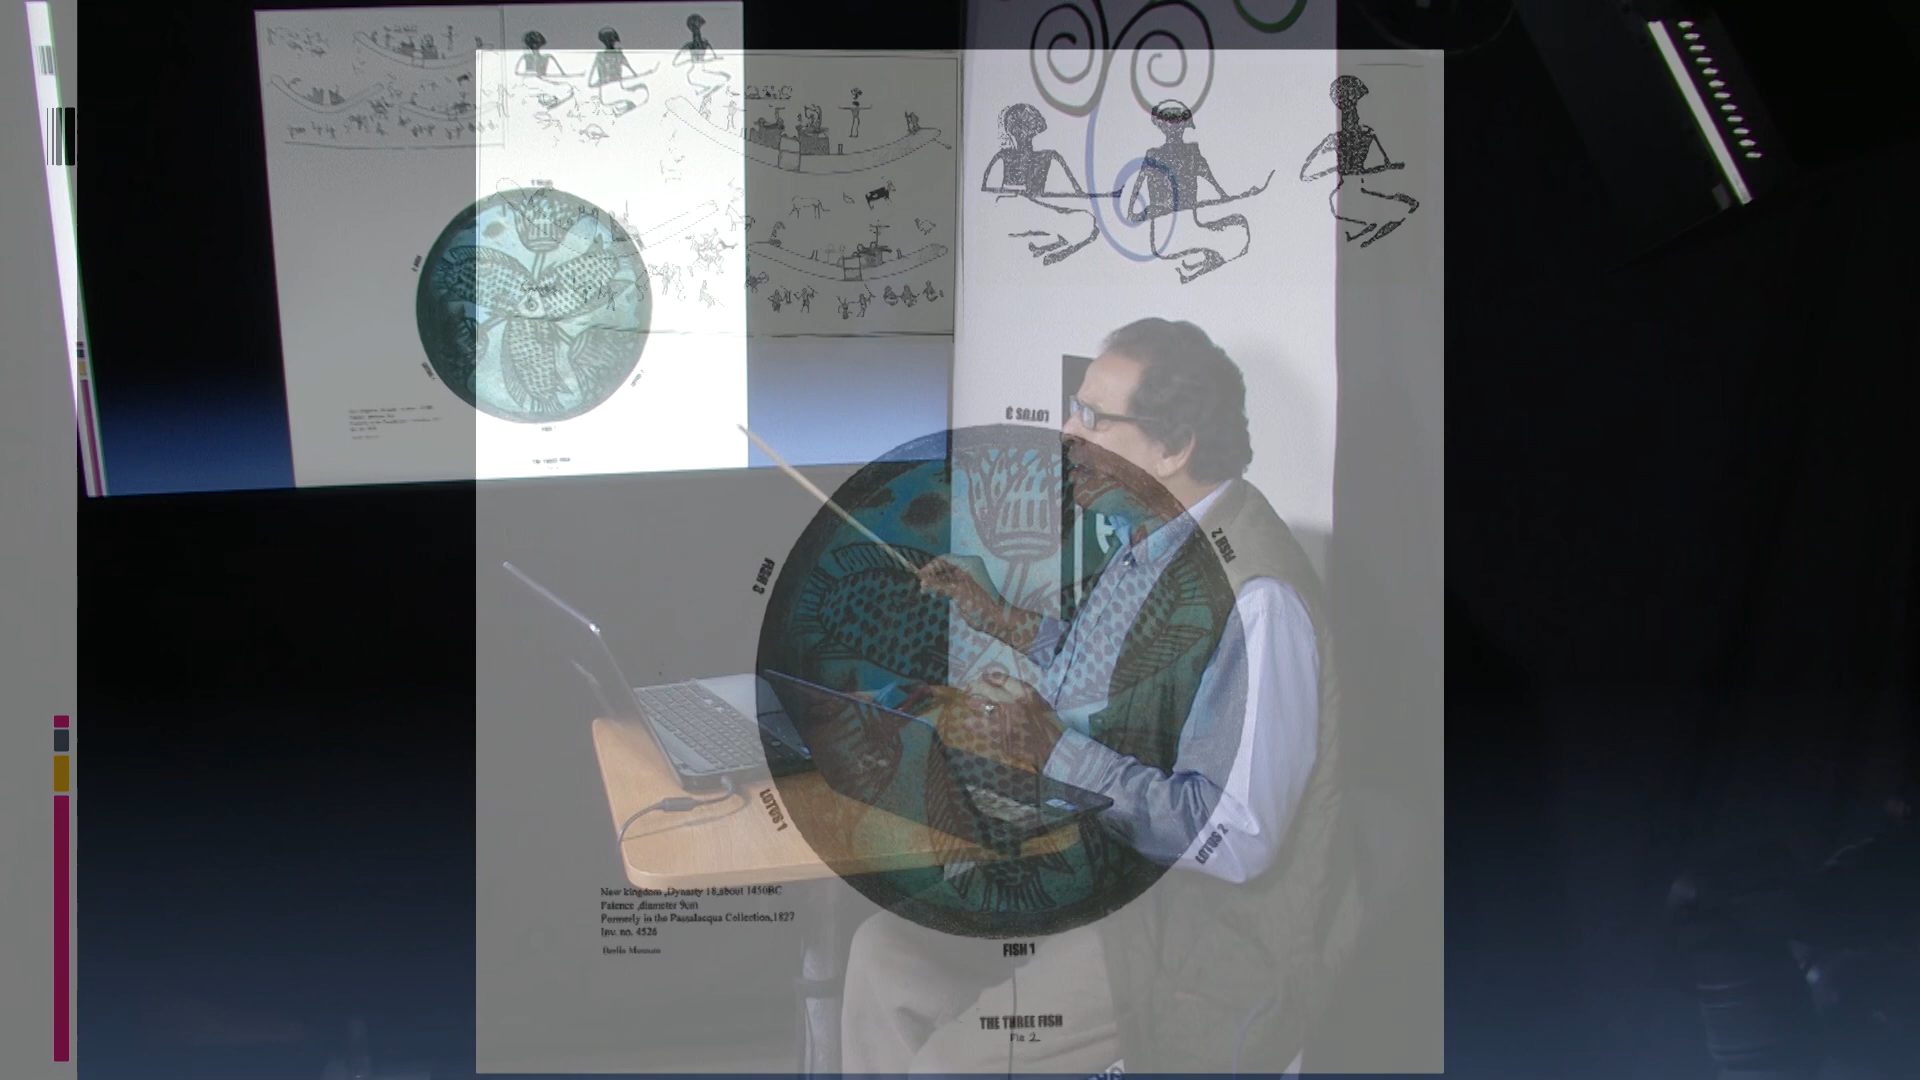 LOTUS 3
FISH 2
FISH 3
LOTUS 1
LOTUS 2
New kingdom ,Dynasty 18,about 1450BC
Faience ,diameter 9cm
Formerly in the Passalacqua Collection,1827
Inv. no. 4526
Berlin Museum
FISH 1
THE THREE FISH
Fig 2